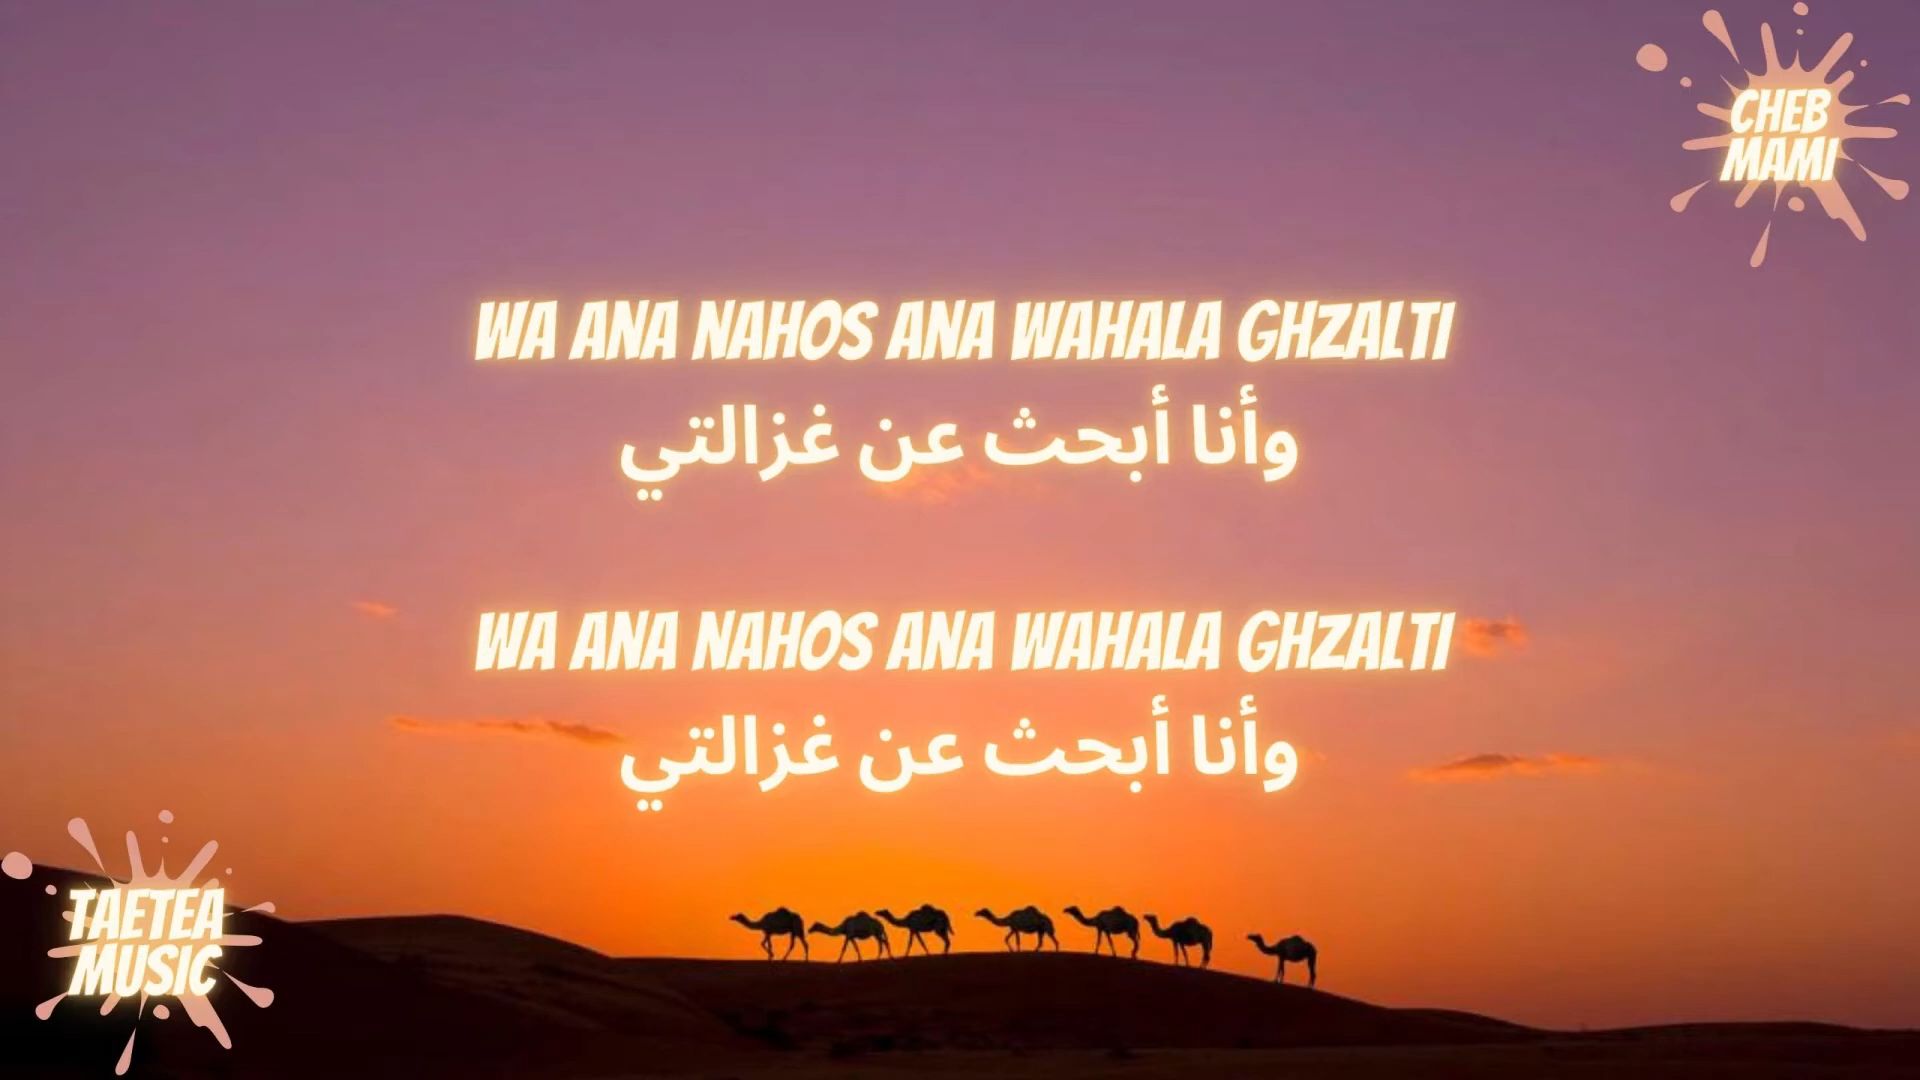 CHEB
MAMI
WA ANA NAHOS ANA WAHALA GHZALTI
وأنا أبحث عن غزالتي
WA ANA NAHOS ANA WAHALA GHZALTI
وأنا أبحث عن غزالتي
TAETEA
MUSIC